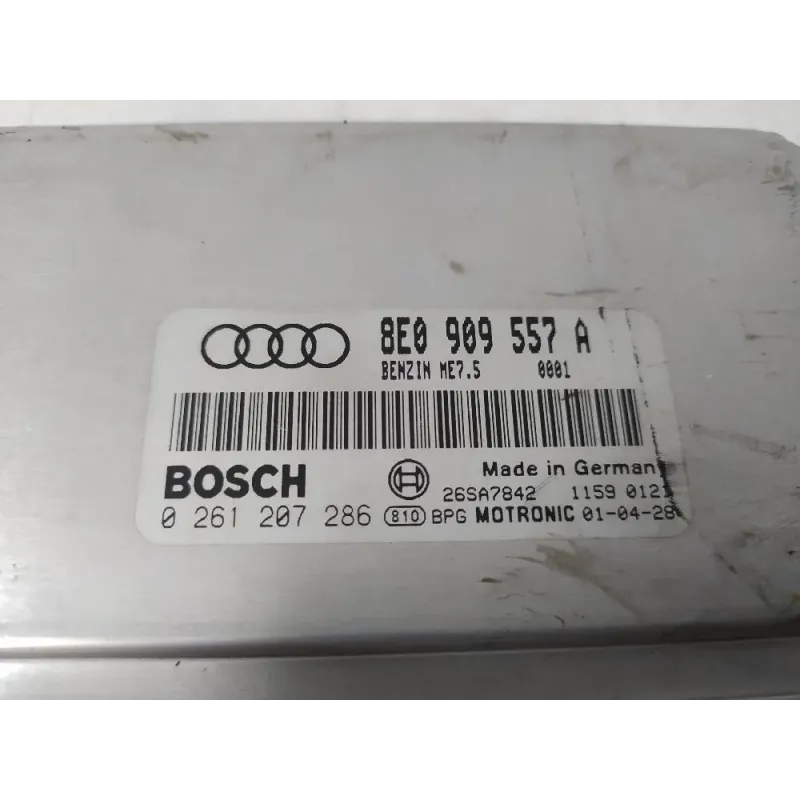 8E0 909 557 A
BENZIN ME7.5 0001
BOSCH
Made in German
26SA7842 1159 0121
0 261 207 286 810 BPG MOTRONIC 01-04-28